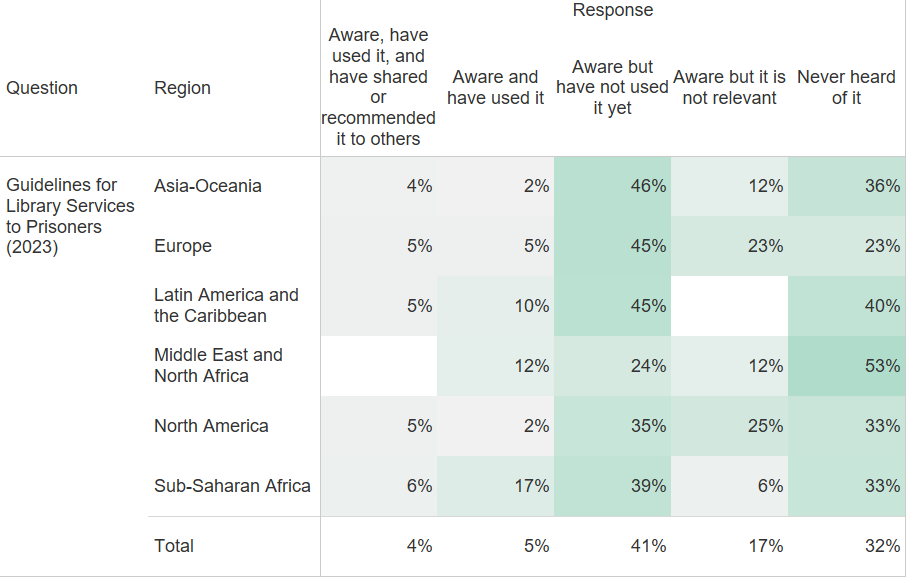 Response
Question
Region
Aware, have
used it, and
have shared
or
recommended
it to others
Aware and
have used it
Aware but
have not used
it yet
Aware but it is
not relevant
Never heard
of it
Guidelines for
Library Services
to Prisoners
(2023)
Asia-Oceania 4% 2% 46% 12% 36%
Europe 5% 5% 45% 23% 23%
Latin America and
the Caribbean
5% 10% 45% 40%
Middle East and
North Africa
12% 24% 12% 53%
North America 5% 2% 35% 25% 33%
Sub-Saharan Africa 6% 17% 39% 6% 33%
Total 4% 5% 41% 17% 32%